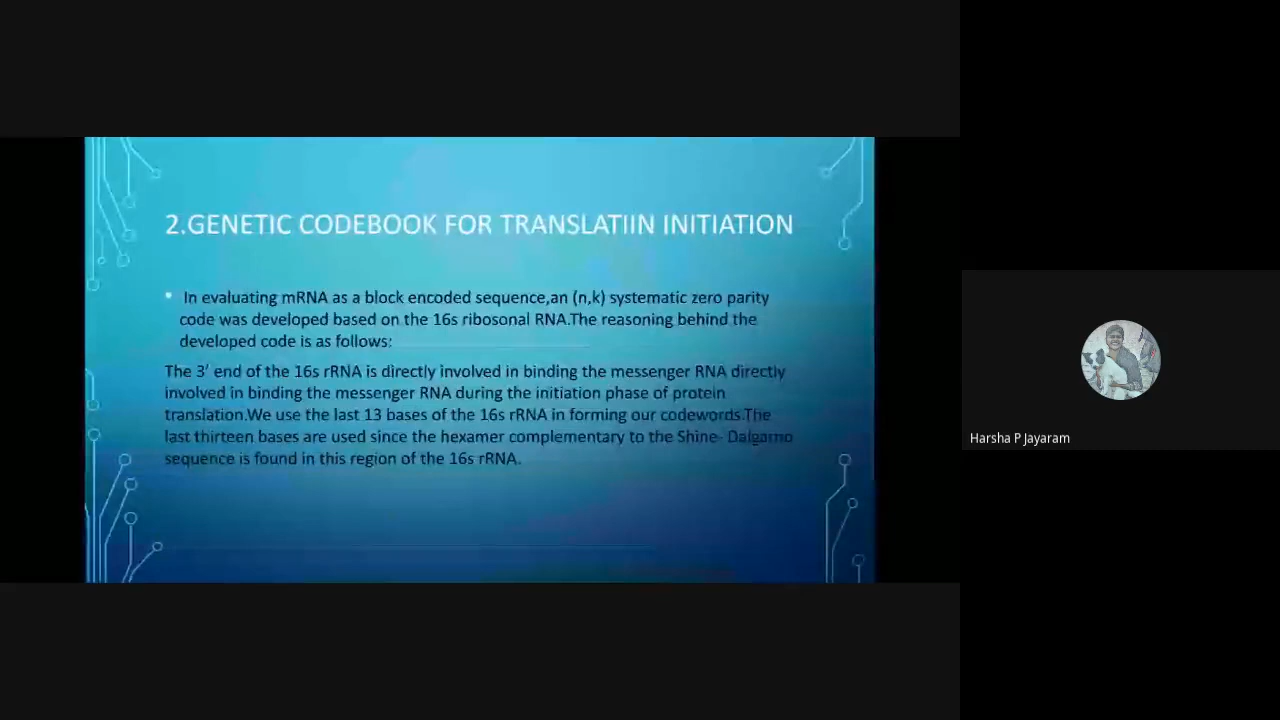 2.GENETIC CODEBOOK FOR TRANSLATIIN INITIATION
• In evaluating mRNA as a block encoded sequence,an (n,k) systematic zero parity
code was developed based on the 16s ribosonal RNA.The reasoning behind the
developed code is as follows:
The 3' end of the 16s rRNA is directly involved in binding the messenger RNA directly
involved in binding the messenger RNA during the initiation phase of protein
translation.We use the last 13 bases of the 16s rRNA in forming our codewords.The
last thirteen bases are used since the hexamer complementary to the Shine- Dalgarno
sequence is found in this region of the 16s rRNA.
Harsha P Jayaram